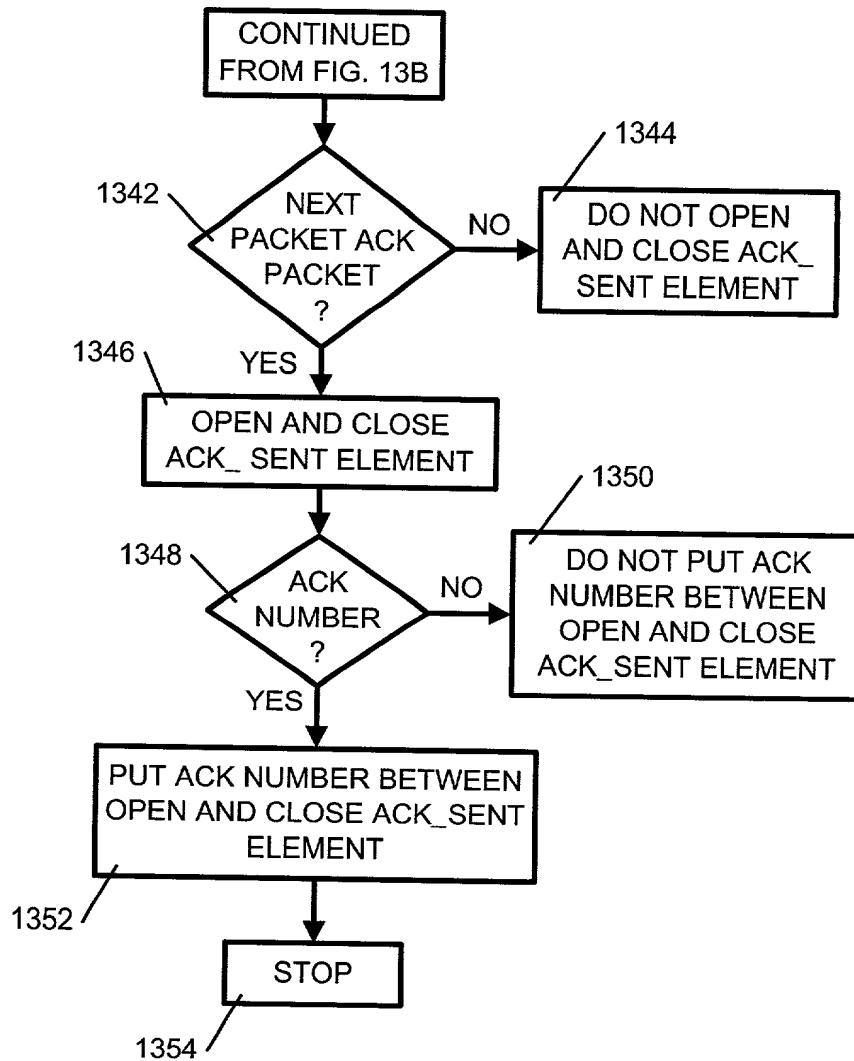 CONTINUED
FROM FIG. 13B
1342
NEXT
PACKET ACK
PACKET
?
NO
1344
DO NOT OPEN
AND CLOSE ACK_
SENT ELEMENT
YES
1346
OPEN AND CLOSE
ACK_ SENT ELEMENT
1348
ACK
NUMBER
?
NO
1350
DO NOT PUT ACK
NUMBER BETWEEN
OPEN AND CLOSE
ACK_SENT ELEMENT
YES
PUT ACK NUMBER BETWEEN
OPEN AND CLOSE ACK_SENT
ELEMENT
1352
STOP
1354